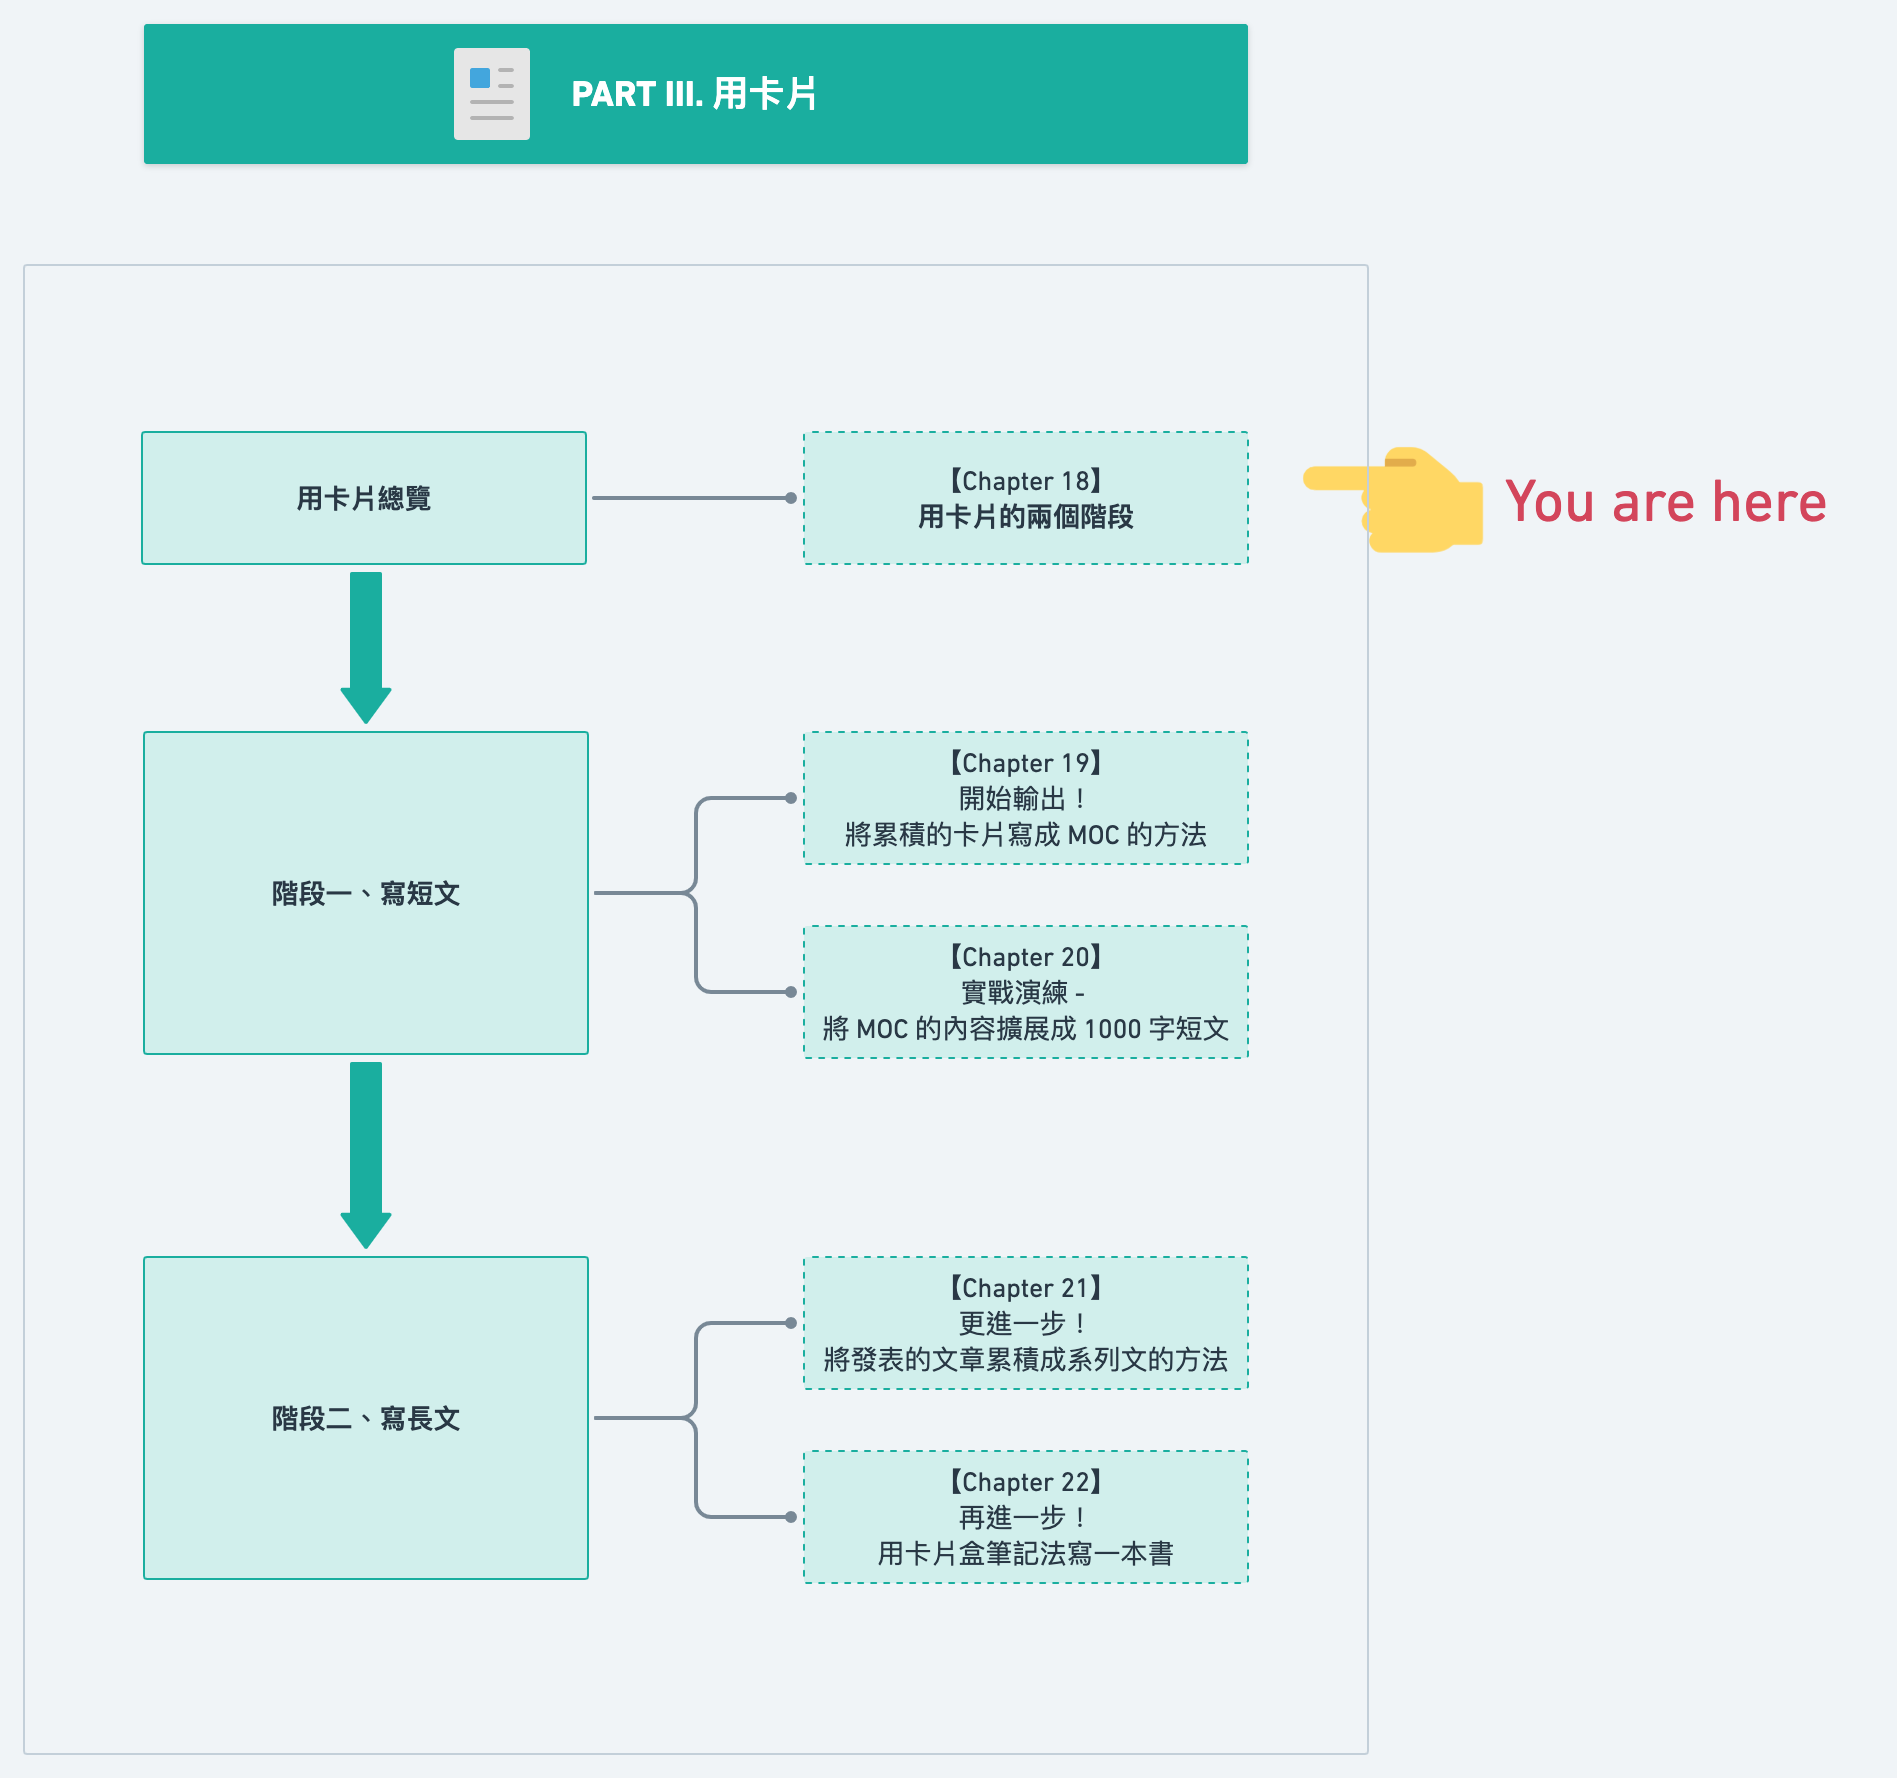 PART III. 用卡片
用卡片總覽
【Chapter 18】
用卡片的兩個階段
You are here
階段一、寫短文
【Chapter 19】
開始輸出！
將累積的卡片寫成 MOC 的方法
【Chapter 20】
實戰演練 -
將 MOC 的內容擴展成 1000 字短文
階段二、寫長文
【Chapter 21】
更進一步！
將發表的文章累積成系列文的方法
【Chapter 22】
再進一步！
用卡片盒筆記法寫一本書